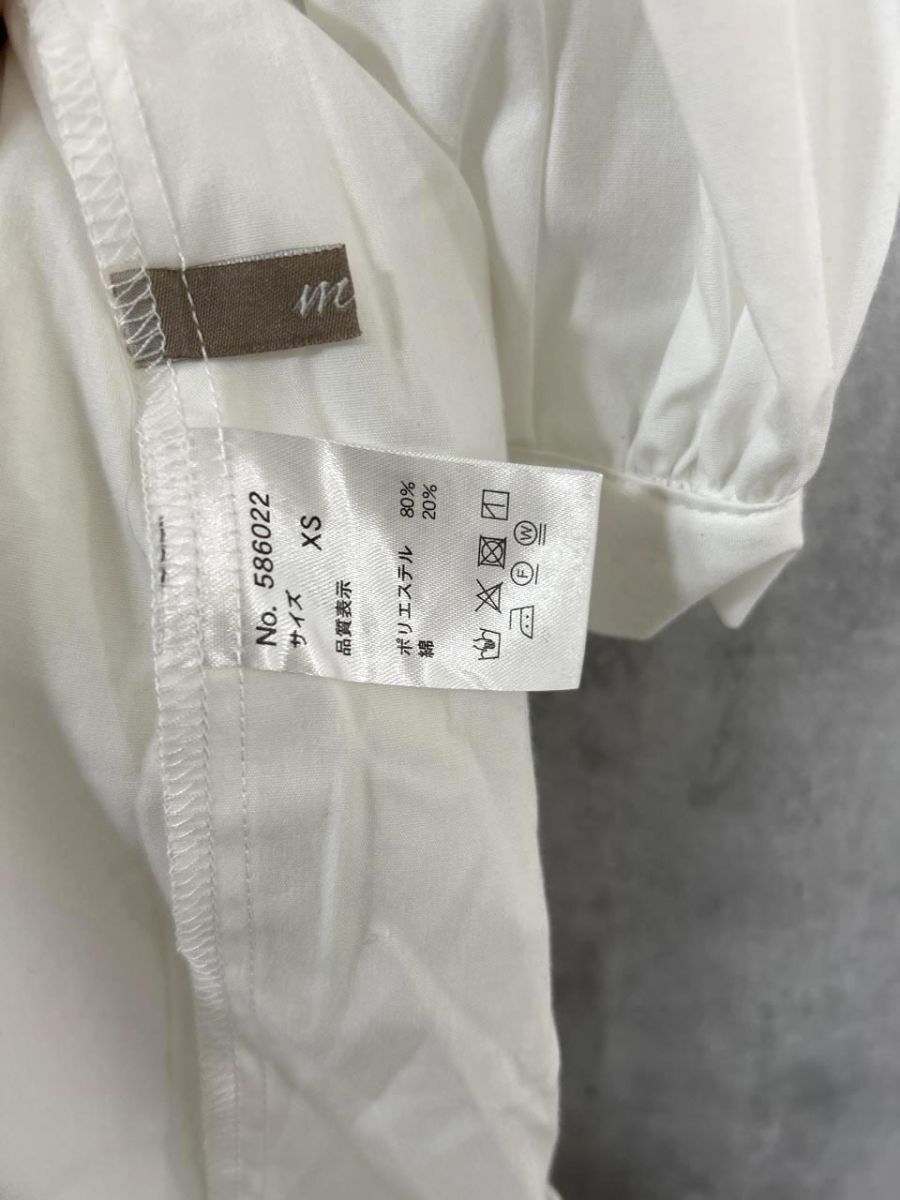 m
No. 586022
サイズ XS
品質表示
ポリエステル 80%
綿 20%
F W